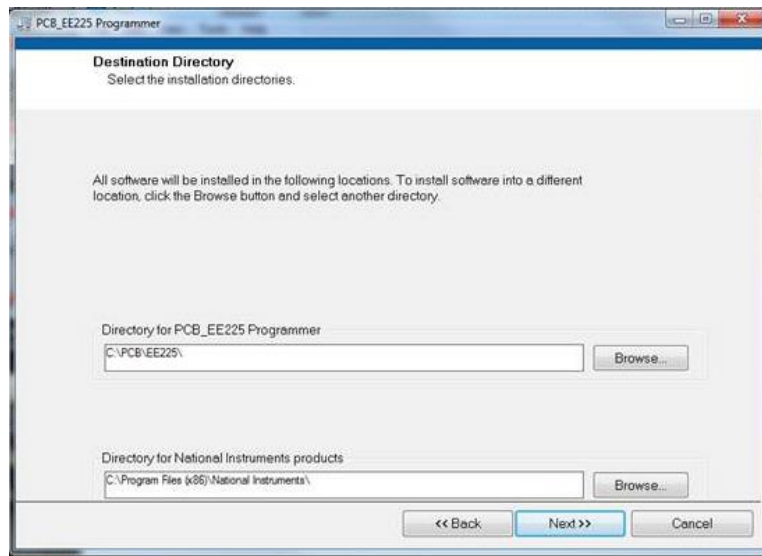 PCB_EE225 Programmer
Destination Directory
Select the installation directories.
All software will be installed in the following locations. To install software into a different
location, click the Browse button and select another directory.
Directory for PCB_EE225 Programmer
C:\PCB\EE225\
Browse...
Directory for National Instruments products
C:\Program Files (x86)\National Instruments\
Browse...
<< Back
Next >>
Cancel